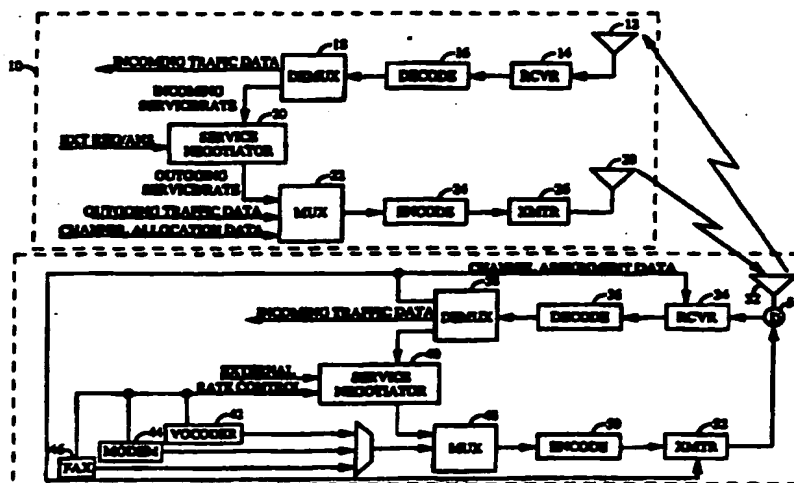 10
18
16
14
12
INCOMING TRAFFIC DATA
DEMUX
DECODE
RCVR
INCOMING
SERVICE/RATE
20
EXT REQ/ANS
SERVICE
NEGOTIATOR
OUTGOING
SERVICE/RATE
22
24
26
28
OUTGOING TRAFFIC DATA
CHANNEL ALLOCATION DATA
MUX
ENCODE
XMTR
CHANNEL ASSIGNMENT DATA
38
36
34
32
INCOMING TRAFFIC DATA
DEMUX
DECODE
RCVR
D
EXTERNAL
RATE CONTROL
40
SERVICE
NEGOTIATOR
46
44
42
48
50
52
VOCODER
MODEM
FAX
MUX
ENCODE
XMTR